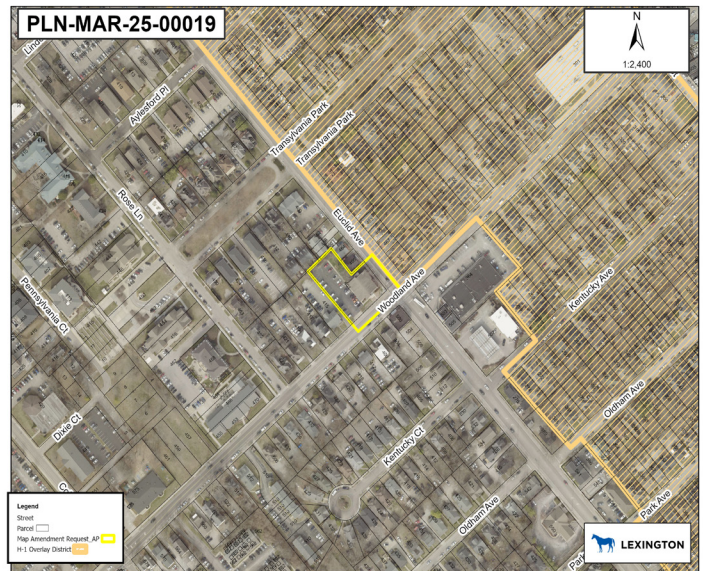 PLN-MAR-25-00019
N
1:2,400
Aylesford Pl
Transylvania Park
Transylvania Park
Rose Ln
Euclid Ave
Woodland Ave
Pennsylvania Ct
Kentucky Ave
Dixie Ct
Kentucky Ct
Oldham Ave
Oldham Ave
Park Ave
Legend
Street
Parcel
Map Amendment Request_AP
H-1 Overlay District
LEXINGTON